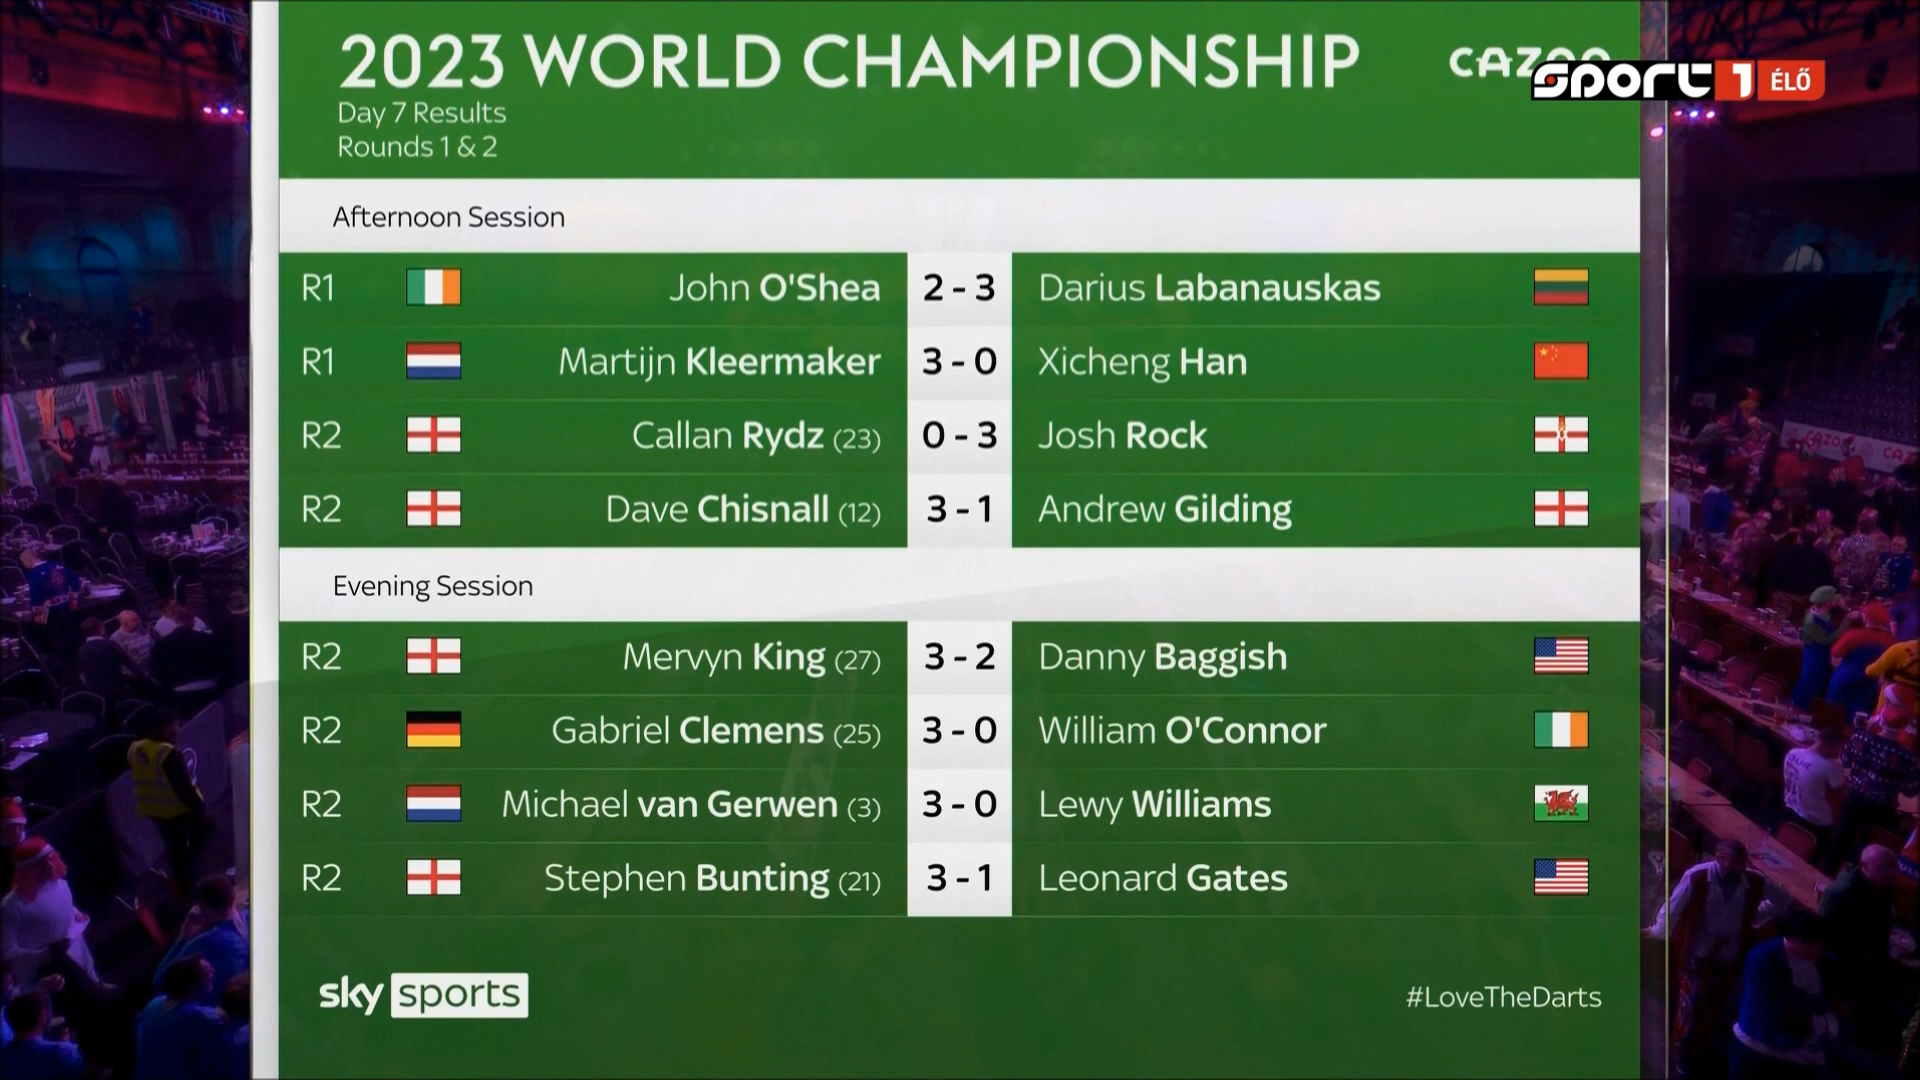 2023 WORLD CHAMPIONSHIP
Day 7 Results
Rounds 1 & 2
sport 1 ÉLŐ
Afternoon Session
R1 John O'Shea 2 - 3 Darius Labanauskas
R1 Martijn Kleermaker 3 - 0 Xicheng Han
R2 Callan Rydz (23) 0 - 3 Josh Rock
R2 Dave Chisnall (12) 3 - 1 Andrew Gilding
Evening Session
R2 Mervyn King (27) 3 - 2 Danny Baggish
R2 Gabriel Clemens (25) 3 - 0 William O'Connor
R2 Michael van Gerwen (3) 3 - 0 Lewy Williams
R2 Stephen Bunting (21) 3 - 1 Leonard Gates
sky sports
#LoveTheDarts